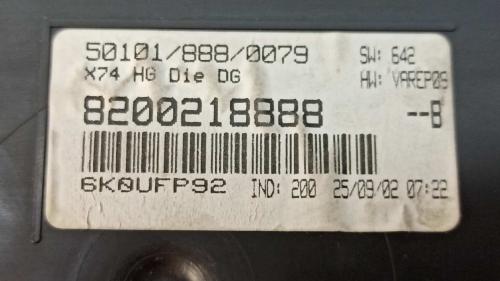 50101/888/0079 SW: 642
X74 HG Die DG HW: VAREP09
8200218888 --B
6K0UFP92 IND: 200 25/09/02 07:22